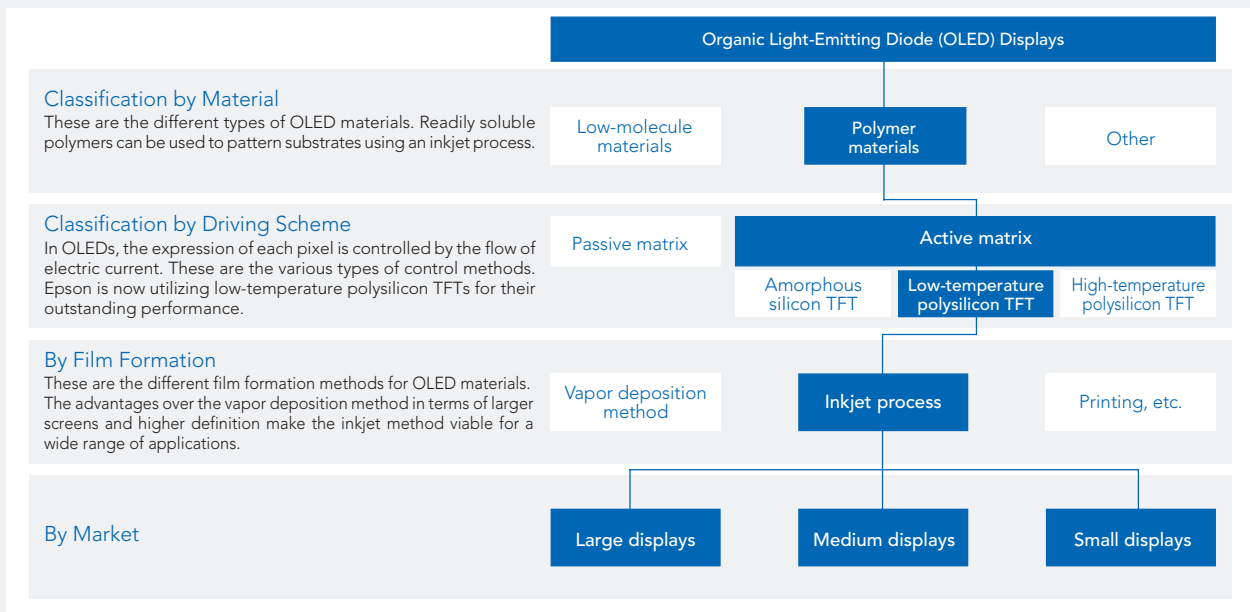 Organic Light-Emitting Diode (OLED) Displays
Classification by Material
These are the different types of OLED materials. Readily soluble
polymers can be used to pattern substrates using an inkjet process.
Low-molecule
materials
Polymer
materials
Other
Classification by Driving Scheme
In OLEDs, the expression of each pixel is controlled by the flow of
electric current. These are the various types of control methods.
Epson is now utilizing low-temperature polysilicon TFTs for their
outstanding performance.
Passive matrix
Active matrix
Amorphous
silicon TFT
Low-temperature
polysilicon TFT
High-temperature
polysilicon TFT
By Film Formation
These are the different film formation methods for OLED materials.
The advantages over the vapor deposition method in terms of larger
screens and higher definition make the inkjet method viable for a
wide range of applications.
Vapor deposition
method
Inkjet process
Printing, etc.
By Market
Large displays
Medium displays
Small displays